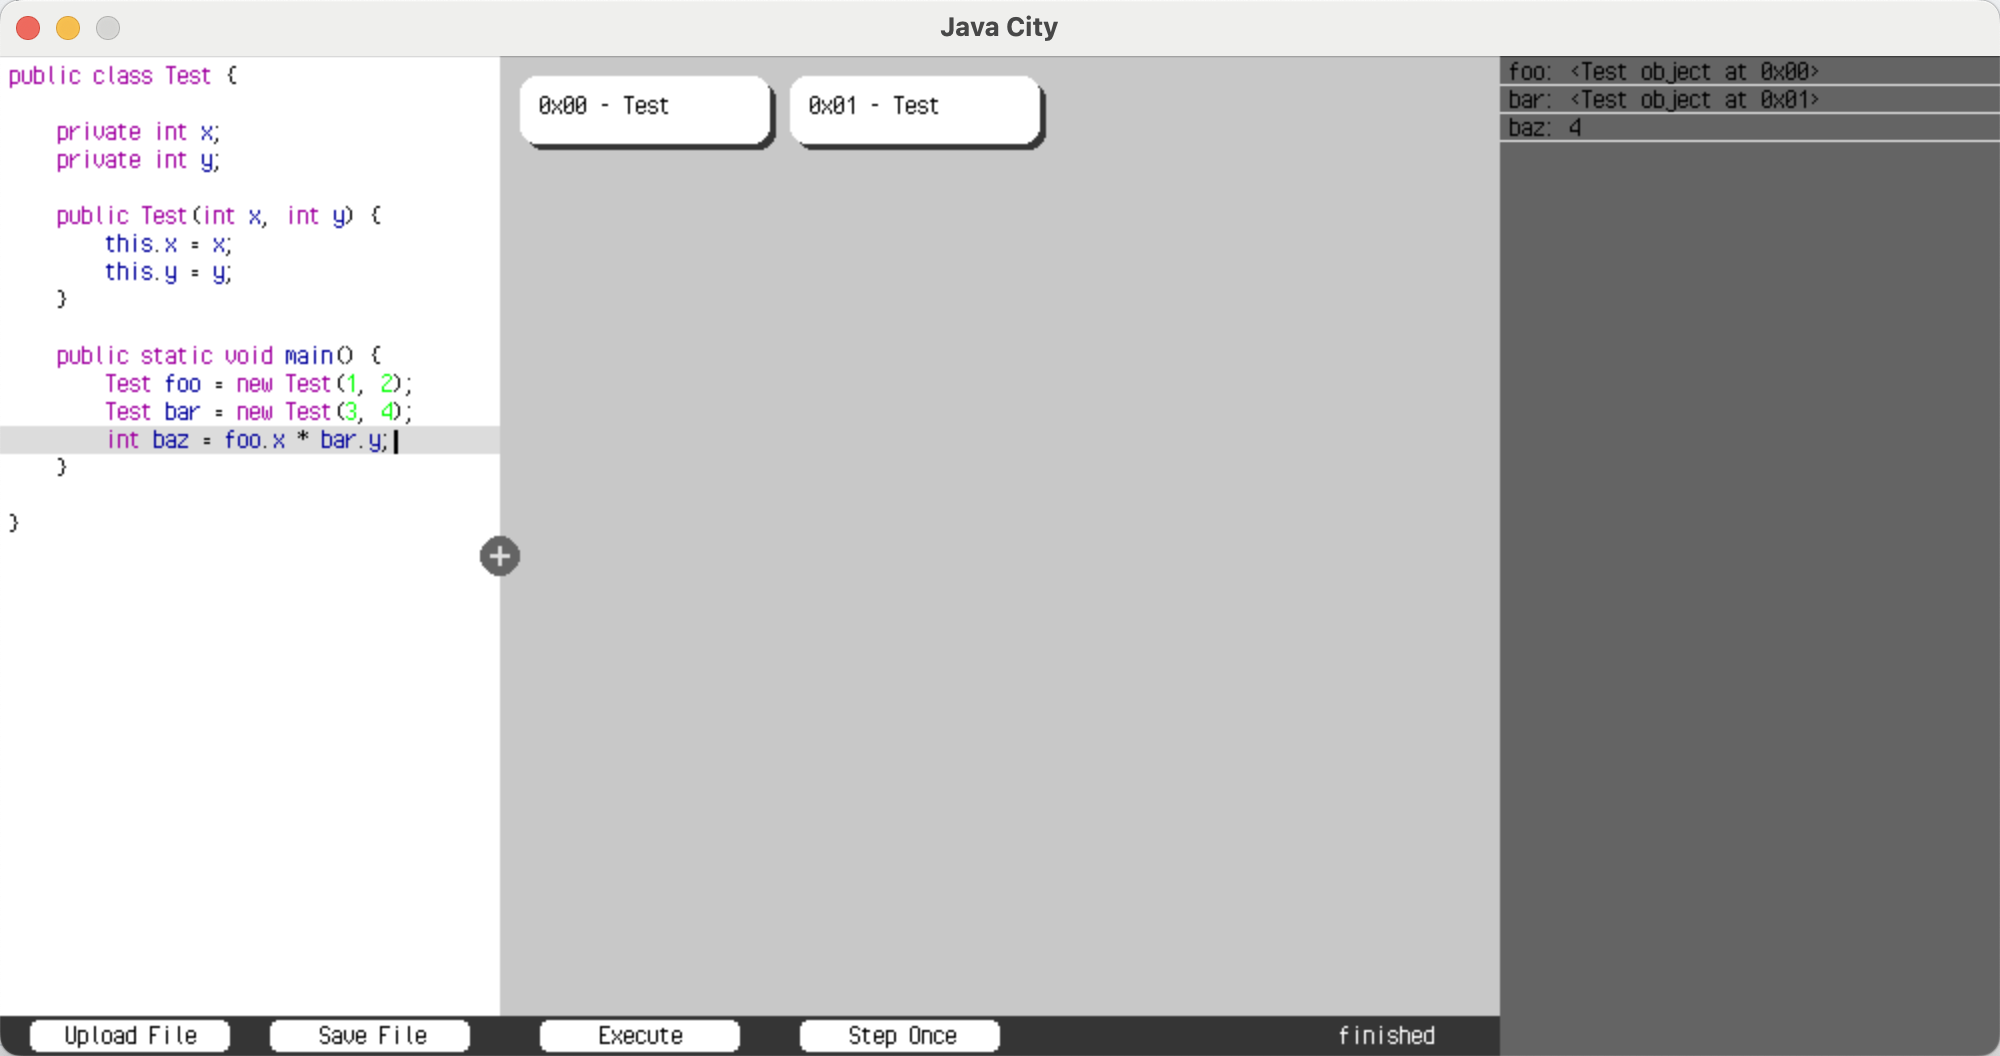 Java City
public class Test {
private int x;
private int y;
public Test(int x, int y) {
this.x = x;
this.y = y;
}
public static void main() {
Test foo = new Test(1, 2);
Test bar = new Test(3, 4);
int baz = foo.x * bar.y;
}
}
0x00 - Test
0x01 - Test
foo: <Test object at 0x00>
bar: <Test object at 0x01>
baz: 4
Upload File
Save File
Execute
Step Once
finished